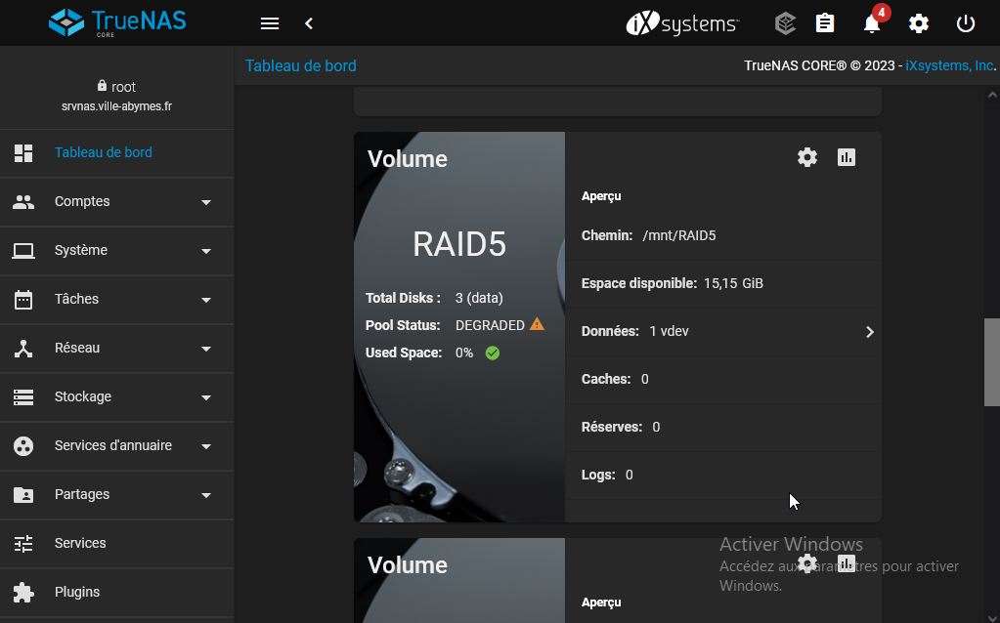 TrueNAS
CORE
iXsystems™
4
root
srvnas.ville-abymes.fr
Tableau de bord
Comptes
Système
Tâches
Réseau
Stockage
Services d'annuaire
Partages
Services
Plugins
Tableau de bord
TrueNAS CORE® © 2023 - iXsystems, Inc.
Volume
RAID5
Total Disks : 3 (data)
Pool Status: DEGRADED
Used Space: 0%
Aperçu
Chemin: /mnt/RAID5
Espace disponible: 15,15 GiB
Données: 1 vdev
Caches: 0
Réserves: 0
Logs: 0
Volume
Aperçu
Activer Windows
Accédez aux paramètres pour activer
Windows.